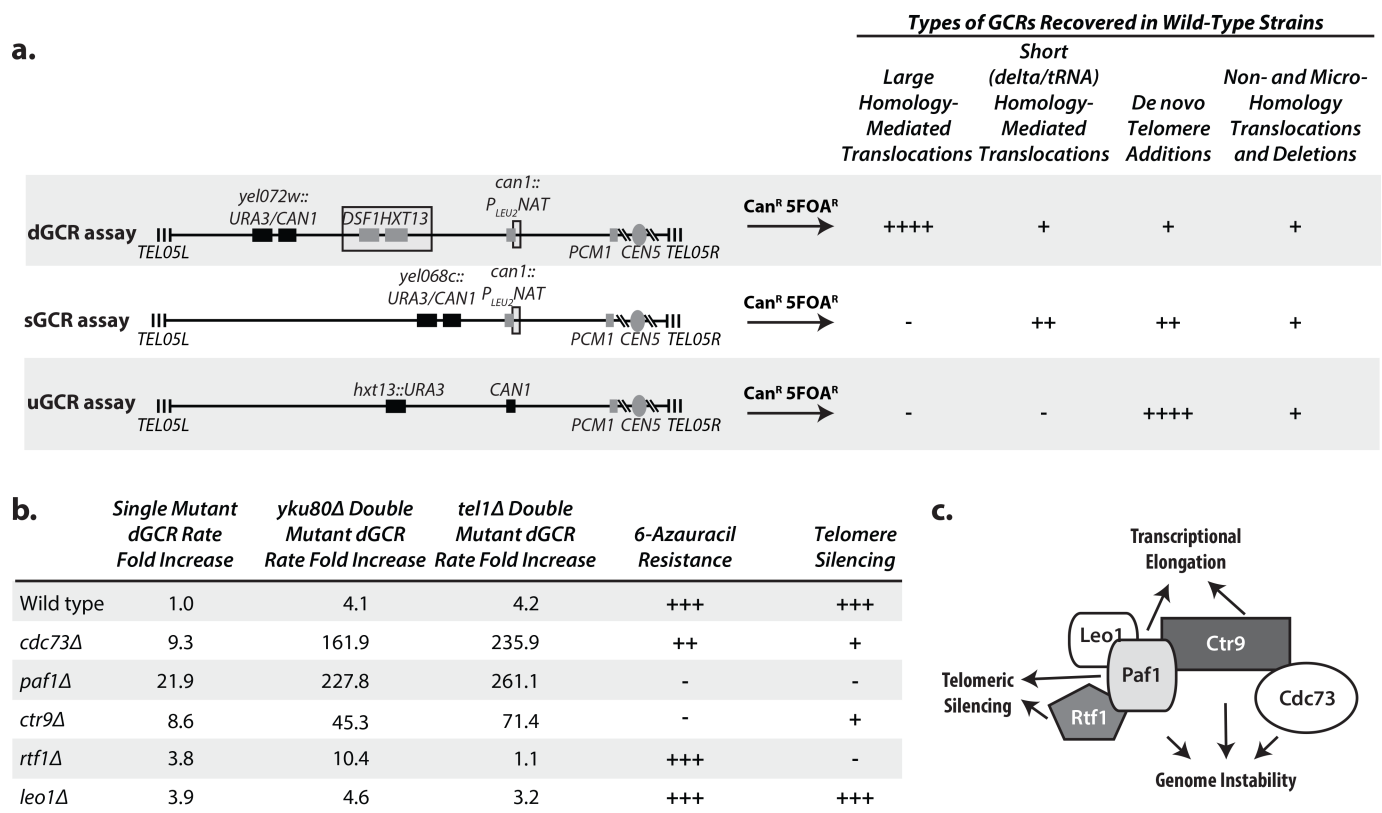 a.
Types of GCRs Recovered in Wild-Type Strains
Large
Homology-
Mediated
Translocations
Short
(delta/tRNA)
Homology-
Mediated
Translocations
De novo
Telomere
Additions
Non- and Micro-
Homology
Translocations
and Deletions
dGCR assay
TEL05L
yel072w::
URA3/CAN1
DSF1HXT13
can1::
P_LEU2NAT
PCM1 CEN5 TEL05R
Can^R 5FOA^R
++++ + + +
sGCR assay
TEL05L
yel068c::
URA3/CAN1
can1::
P_LEU2NAT
PCM1 CEN5 TEL05R
Can^R 5FOA^R
- ++ ++ +
uGCR assay
TEL05L
hxt13::URA3
CAN1
PCM1 CEN5 TEL05R
Can^R 5FOA^R
- - ++++ +
b.
Single Mutant
dGCR Rate
Fold Increase
yku80Δ Double
Mutant dGCR
Rate Fold Increase
tel1Δ Double
Mutant dGCR
Rate Fold Increase
6-Azauracil
Resistance
Telomere
Silencing
Wild type 1.0 4.1 4.2 +++ +++
cdc73Δ 9.3 161.9 235.9 ++ +
paf1Δ 21.9 227.8 261.1 - -
ctr9Δ 8.6 45.3 71.4 - +
rtf1Δ 3.8 10.4 1.1 +++ -
leo1Δ 3.9 4.6 3.2 +++ +++
c.
Transcriptional
Elongation
Leo1
Ctr9
Paf1
Telomeric
Silencing
Rtf1
Cdc73
Genome Instability